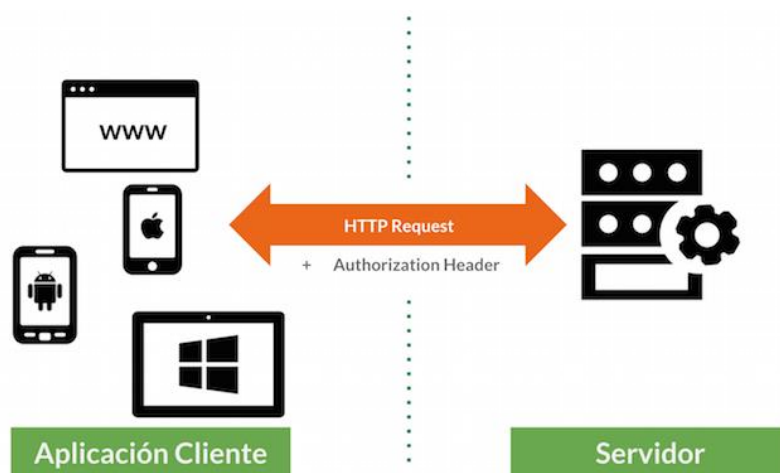 WWW
HTTP Request
+ Authorization Header
Aplicación Cliente
Servidor